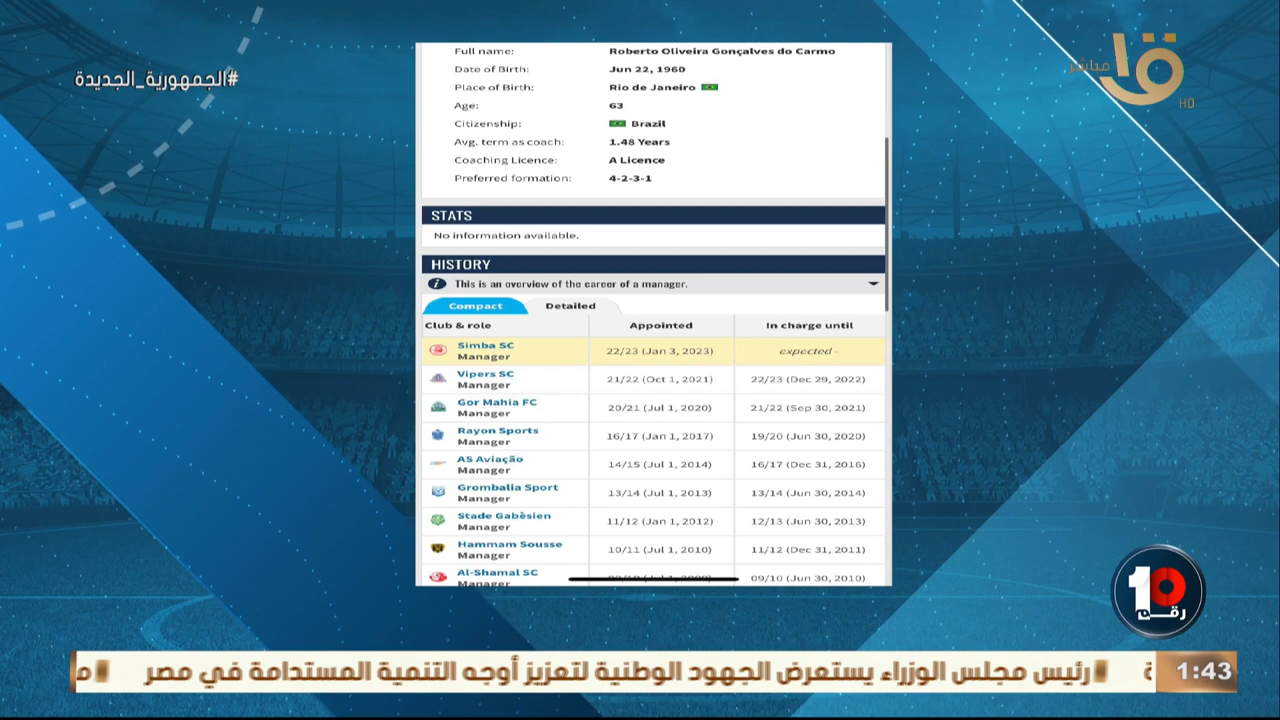 #الجمهورية_الجديدة
مباشر
HD
Full name: Roberto Oliveira Gonçalves do Carmo
Date of Birth: Jun 22, 1960
Place of Birth: Rio de Janeiro
Age: 63
Citizenship: Brazil
Avg. term as coach: 1.48 Years
Coaching Licence: A Licence
Preferred formation: 4-2-3-1
STATS
No information available.
HISTORY
This is an overview of the career of a manager.
Compact Detailed
Club & role Appointed In charge until
Simba SC
Manager 22/23 (Jan 3, 2023) expected -
Vipers SC
Manager 21/22 (Oct 1, 2021) 22/23 (Dec 29, 2022)
Gor Mahia FC
Manager 20/21 (Jul 1, 2020) 21/22 (Sep 30, 2021)
Rayon Sports
Manager 16/17 (Jan 1, 2017) 19/20 (Jun 30, 2020)
AS Aviação
Manager 14/15 (Jul 1, 2014) 16/17 (Dec 31, 2016)
Grombalia Sport
Manager 13/14 (Jul 1, 2013) 13/14 (Jun 30, 2014)
Stade Gabèsien
Manager 11/12 (Jan 1, 2012) 12/13 (Jun 30, 2013)
Hammam Sousse
Manager 10/11 (Jul 1, 2010) 11/12 (Dec 31, 2011)
Al-Shamal SC
Manager 09/10 (Jun 30, 2010)
رقم 10
رئيس مجلس الوزراء يستعرض الجهود الوطنية لتعزيز أوجه التنمية المستدامة في مصر
1:43